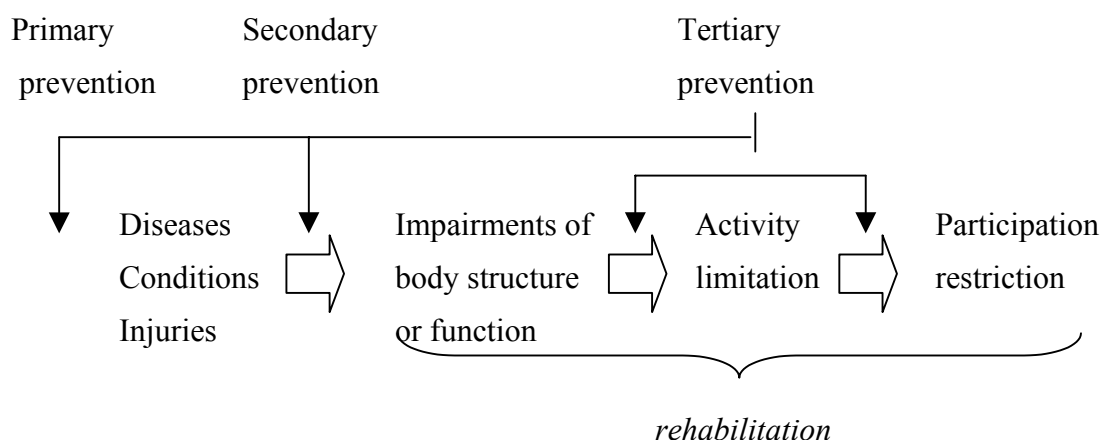 Primary
prevention
Secondary
prevention
Tertiary
prevention
Diseases
Conditions
Injuries
Impairments of
body structure
or function
Activity
limitation
Participation
restriction
rehabilitation